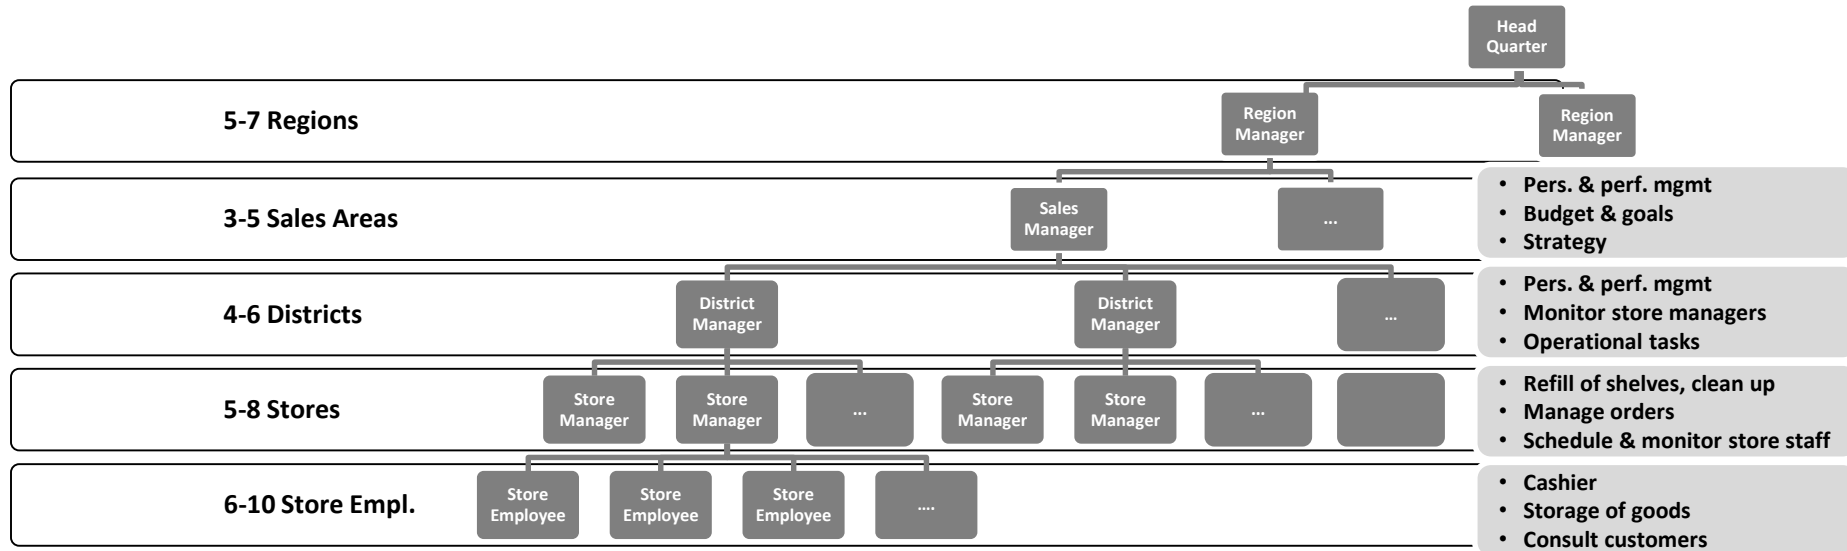 Head
Quarter
5-7 Regions
Region
Manager
Region
Manager
3-5 Sales Areas
Sales
Manager
...
• Pers. & perf. mgmt
• Budget & goals
• Strategy
4-6 Districts
District
Manager
District
Manager
...
• Pers. & perf. mgmt
• Monitor store managers
• Operational tasks
5-8 Stores
Store
Manager
Store
Manager
...
Store
Manager
Store
Manager
...
• Refill of shelves, clean up
• Manage orders
• Schedule & monitor store staff
6-10 Store Empl.
Store
Employee
Store
Employee
Store
Employee
....
• Cashier
• Storage of goods
• Consult customers